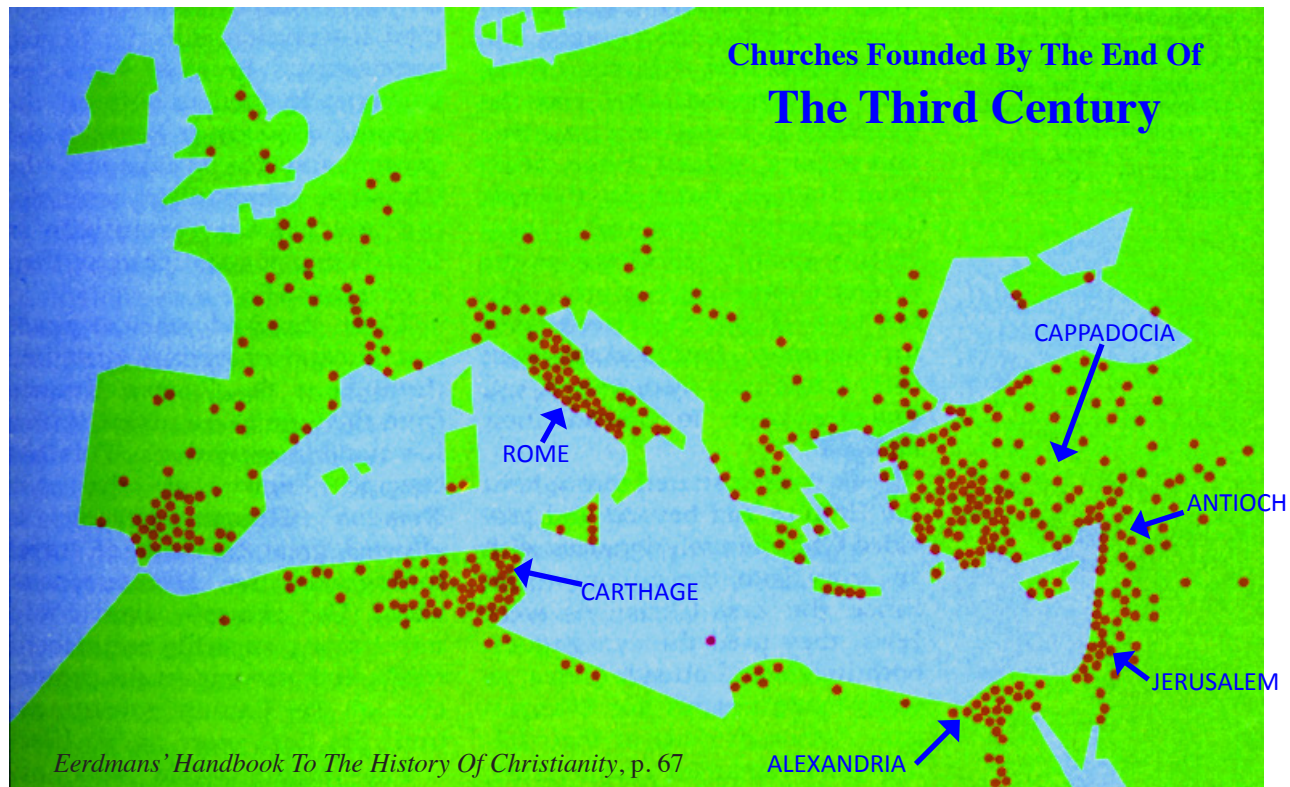 Churches Founded By The End Of
The Third Century
CAPPADOCIA
ROME
ANTIOCH
CARTHAGE
JERUSALEM
ALEXANDRIA
Eerdmans' Handbook To The History Of Christianity, p. 67